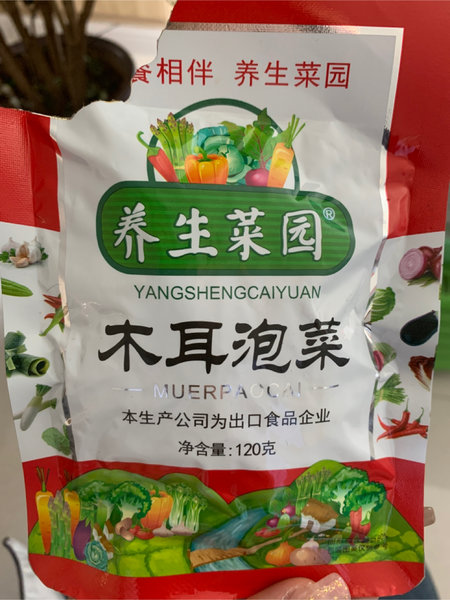 餐相伴 养生菜园
养生菜园®
YANGSHENGCAIYUAN
木耳泡菜
MUERPAOCAI
本生产公司为出口食品企业
净含量:120克